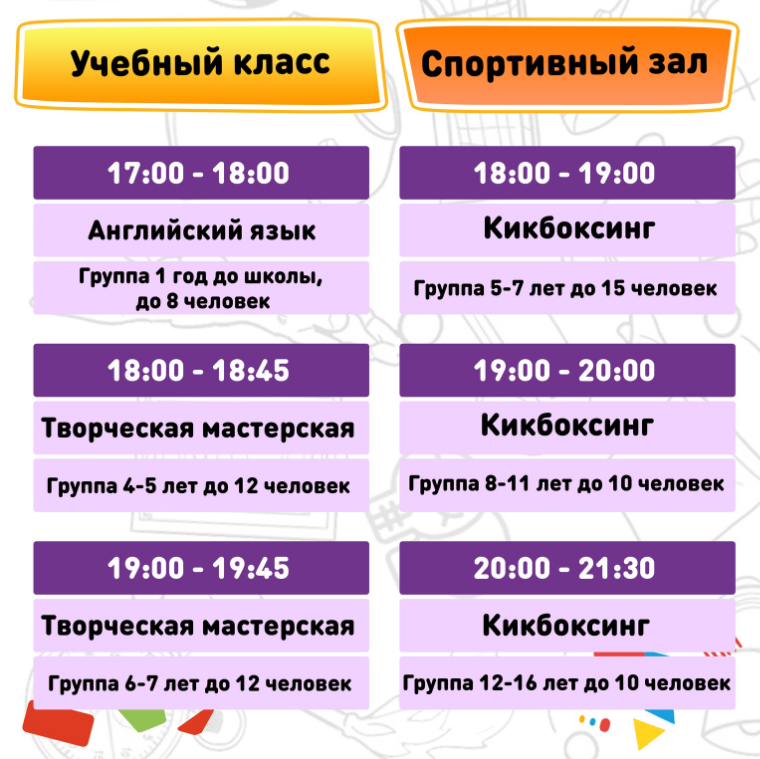 Учебный класс
17:00 - 18:00
Английский язык
Группа 1 год до школы,
до 8 человек
18:00 - 18:45
Творческая мастерская
Группа 4-5 лет до 12 человек
19:00 - 19:45
Творческая мастерская
Группа 6-7 лет до 12 человек
Спортивный зал
18:00 - 19:00
Кикбоксинг
Группа 5-7 лет до 15 человек
19:00 - 20:00
Кикбоксинг
Группа 8-11 лет до 10 человек
20:00 - 21:30
Кикбоксинг
Группа 12-16 лет до 10 человек